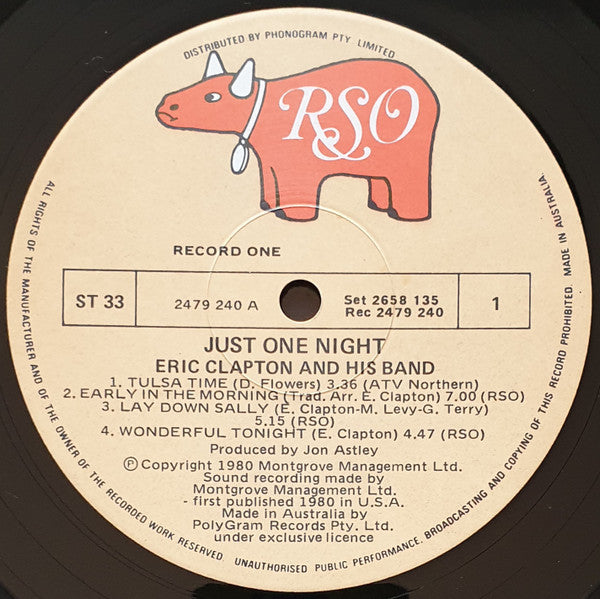 DISTRIBUTED BY PHONOGRAM PTY LIMITED
RSO
RECORD ONE
ST 33
2479 240 A
Set 2658 135
Rec 2479 240
1
JUST ONE NIGHT
ERIC CLAPTON AND HIS BAND
1. TULSA TIME (D. Flowers) 3.36 (ATV Northern)
2. EARLY IN THE MORNING (Trad. Arr. E. Clapton) 7.00 (RSO)
3. LAY DOWN SALLY (E. Clapton-M. Levy-G. Terry)
5.15 (RSO)
4. WONDERFUL TONIGHT (E. Clapton) 4.47 (RSO)
Produced by Jon Astley
Ⓟ Copyright 1980 Montgrove Management Ltd.
Sound recording made by
Montgrove Management Ltd.
- first published 1980 in U.S.A.
Made in Australia by
PolyGram Records Pty. Ltd.
under exclusive licence
ALL RIGHTS OF THE MANUFACTURER AND OF THE OWNER OF THE RECORDED WORK RESERVED. UNAUTHORISED PUBLIC PERFORMANCE. BROADCASTING AND COPYING OF THIS RECORD PROHIBITED. MADE IN AUSTRALIA.